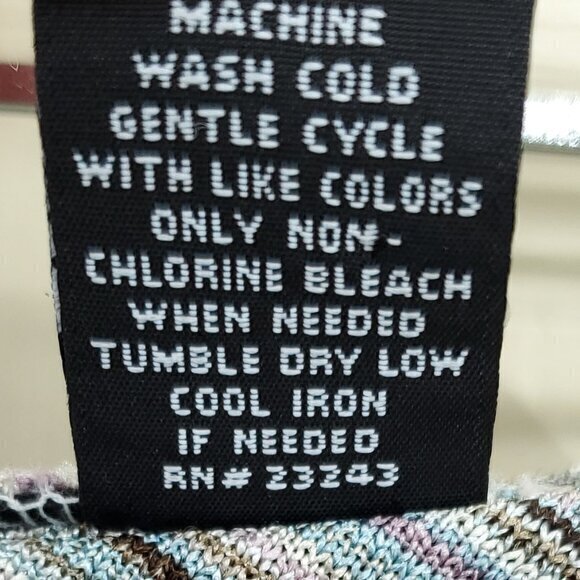 MACHINE
WASH COLD
GENTLE CYCLE
WITH LIKE COLORS
ONLY NON-
CHLORINE BLEACH
WHEN NEEDED
TUMBLE DRY LOW
COOL IRON
IF NEEDED
RN# 23243